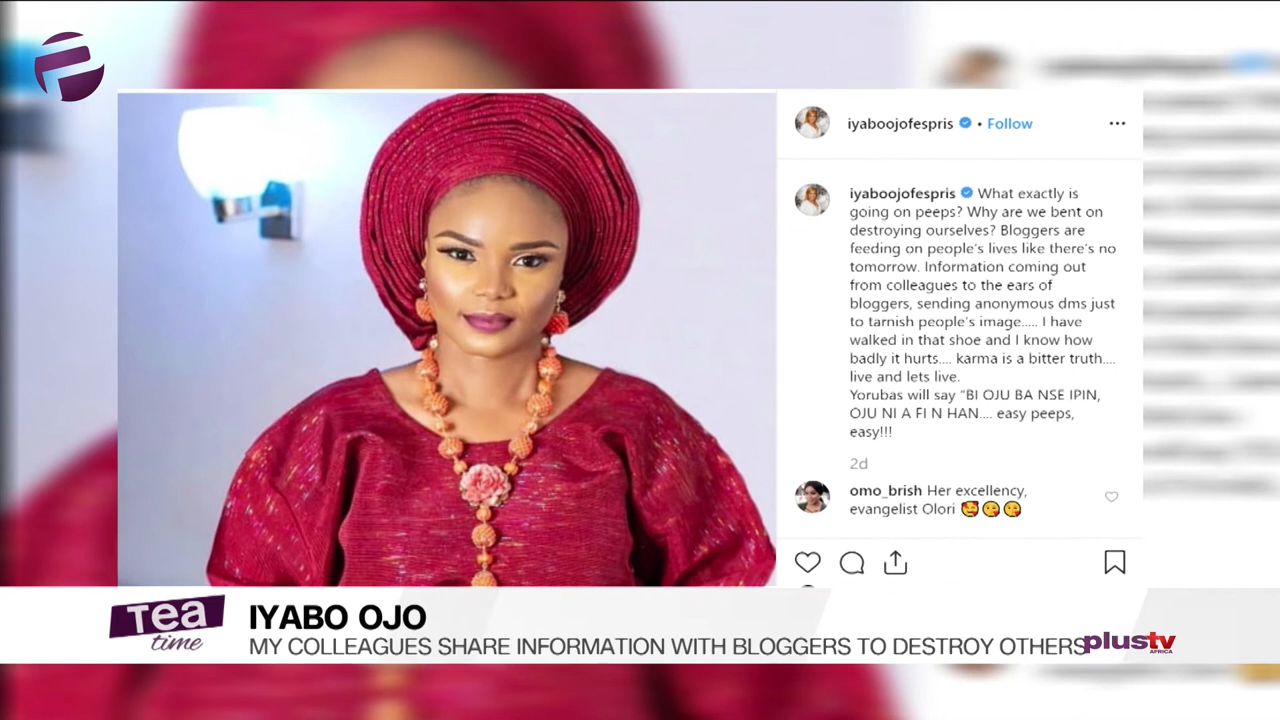 iyaboojofespris • Follow
iyaboojofespris What exactly is
going on peeps? Why are we bent on
destroying ourselves? Bloggers are
feeding on people's lives like there's no
tomorrow. Information coming out
from colleagues to the ears of
bloggers, sending anonymous dms just
to tarnish people's image..... I have
walked in that shoe and I know how
badly it hurts.... karma is a bitter truth....
live and lets live.
Yorubas will say “BI OJU BA NSE IPIN,
OJU NI A FI N HAN.... easy peeps,
easy!!!
2d
omo_brish Her excellency,
evangelist Olori 🥰😘😘
Tea
time
IYABO OJO
MY COLLEAGUES SHARE INFORMATION WITH BLOGGERS TO DESTROY OTHERS
plustv
AFRICA